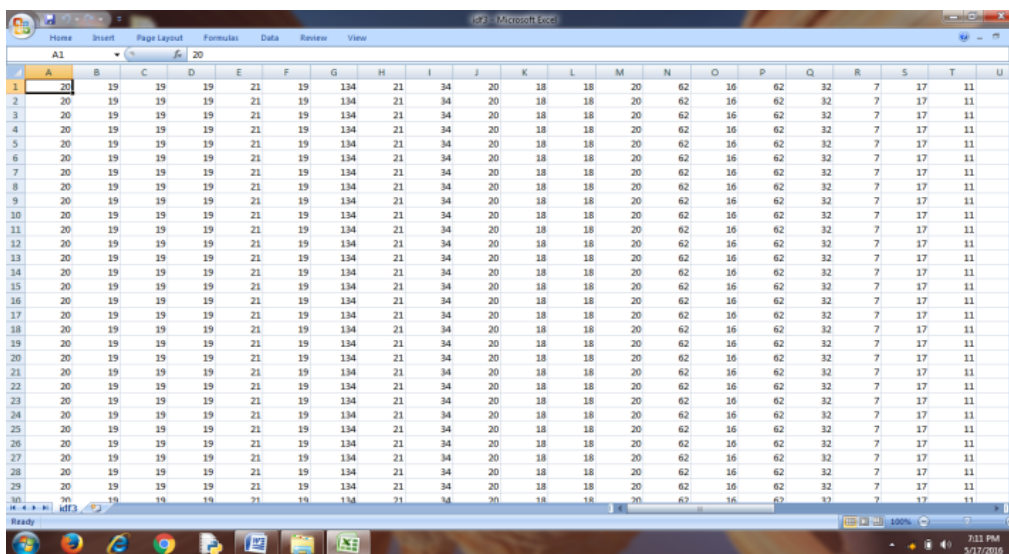 idf3 - Microsoft Excel
Home Insert Page Layout Formulas Data Review View
A1 fx 20
A B C D E F G H I J K L M N O P Q R S T U
1 20 19 19 19 21 19 134 21 34 20 18 18 20 62 16 62 32 7 17 11
2 20 19 19 19 21 19 134 21 34 20 18 18 20 62 16 62 32 7 17 11
3 20 19 19 19 21 19 134 21 34 20 18 18 20 62 16 62 32 7 17 11
4 20 19 19 19 21 19 134 21 34 20 18 18 20 62 16 62 32 7 17 11
5 20 19 19 19 21 19 134 21 34 20 18 18 20 62 16 62 32 7 17 11
6 20 19 19 19 21 19 134 21 34 20 18 18 20 62 16 62 32 7 17 11
7 20 19 19 19 21 19 134 21 34 20 18 18 20 62 16 62 32 7 17 11
8 20 19 19 19 21 19 134 21 34 20 18 18 20 62 16 62 32 7 17 11
9 20 19 19 19 21 19 134 21 34 20 18 18 20 62 16 62 32 7 17 11
10 20 19 19 19 21 19 134 21 34 20 18 18 20 62 16 62 32 7 17 11
11 20 19 19 19 21 19 134 21 34 20 18 18 20 62 16 62 32 7 17 11
12 20 19 19 19 21 19 134 21 34 20 18 18 20 62 16 62 32 7 17 11
13 20 19 19 19 21 19 134 21 34 20 18 18 20 62 16 62 32 7 17 11
14 20 19 19 19 21 19 134 21 34 20 18 18 20 62 16 62 32 7 17 11
15 20 19 19 19 21 19 134 21 34 20 18 18 20 62 16 62 32 7 17 11
16 20 19 19 19 21 19 134 21 34 20 18 18 20 62 16 62 32 7 17 11
17 20 19 19 19 21 19 134 21 34 20 18 18 20 62 16 62 32 7 17 11
18 20 19 19 19 21 19 134 21 34 20 18 18 20 62 16 62 32 7 17 11
19 20 19 19 19 21 19 134 21 34 20 18 18 20 62 16 62 32 7 17 11
20 20 19 19 19 21 19 134 21 34 20 18 18 20 62 16 62 32 7 17 11
21 20 19 19 19 21 19 134 21 34 20 18 18 20 62 16 62 32 7 17 11
22 20 19 19 19 21 19 134 21 34 20 18 18 20 62 16 62 32 7 17 11
23 20 19 19 19 21 19 134 21 34 20 18 18 20 62 16 62 32 7 17 11
24 20 19 19 19 21 19 134 21 34 20 18 18 20 62 16 62 32 7 17 11
25 20 19 19 19 21 19 134 21 34 20 18 18 20 62 16 62 32 7 17 11
26 20 19 19 19 21 19 134 21 34 20 18 18 20 62 16 62 32 7 17 11
27 20 19 19 19 21 19 134 21 34 20 18 18 20 62 16 62 32 7 17 11
28 20 19 19 19 21 19 134 21 34 20 18 18 20 62 16 62 32 7 17 11
29 20 19 19 19 21 19 134 21 34 20 18 18 20 62 16 62 32 7 17 11
30 20 19 19 19 21 19 134 21 34 20 18 18 20 62 16 62 32 7 17 11
idf3
Ready 100%
7:11 PM
5/17/2016